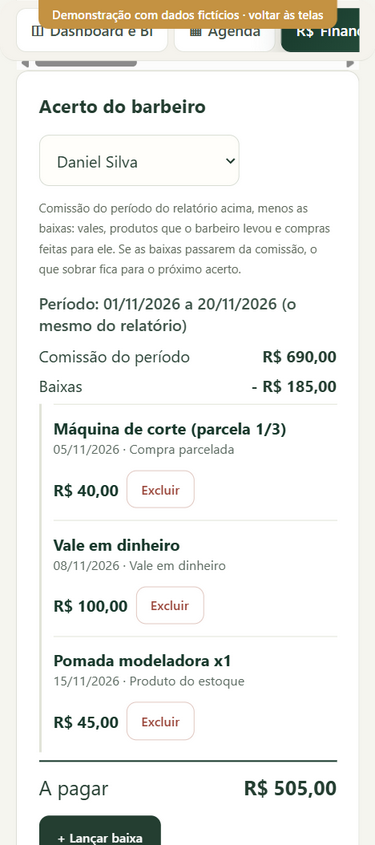 Demonstração com dados fictícios · voltar às telas
Dashboard e BI
Agenda
R$ Financ
Acerto do barbeiro
Daniel Silva
Comissão do período do relatório acima, menos as
baixas: vales, produtos que o barbeiro levou e compras
feitas para ele. Se as baixas passarem da comissão, o
que sobrar fica para o próximo acerto.
Período: 01/11/2026 a 20/11/2026 (o
mesmo do relatório)
Comissão do período R$ 690,00
Baixas - R$ 185,00
Máquina de corte (parcela 1/3)
05/11/2026 · Compra parcelada
R$ 40,00 Excluir
Vale em dinheiro
08/11/2026 · Vale em dinheiro
R$ 100,00 Excluir
Pomada modeladora x1
15/11/2026 · Produto do estoque
R$ 45,00 Excluir
A pagar R$ 505,00
+ Lançar baixa